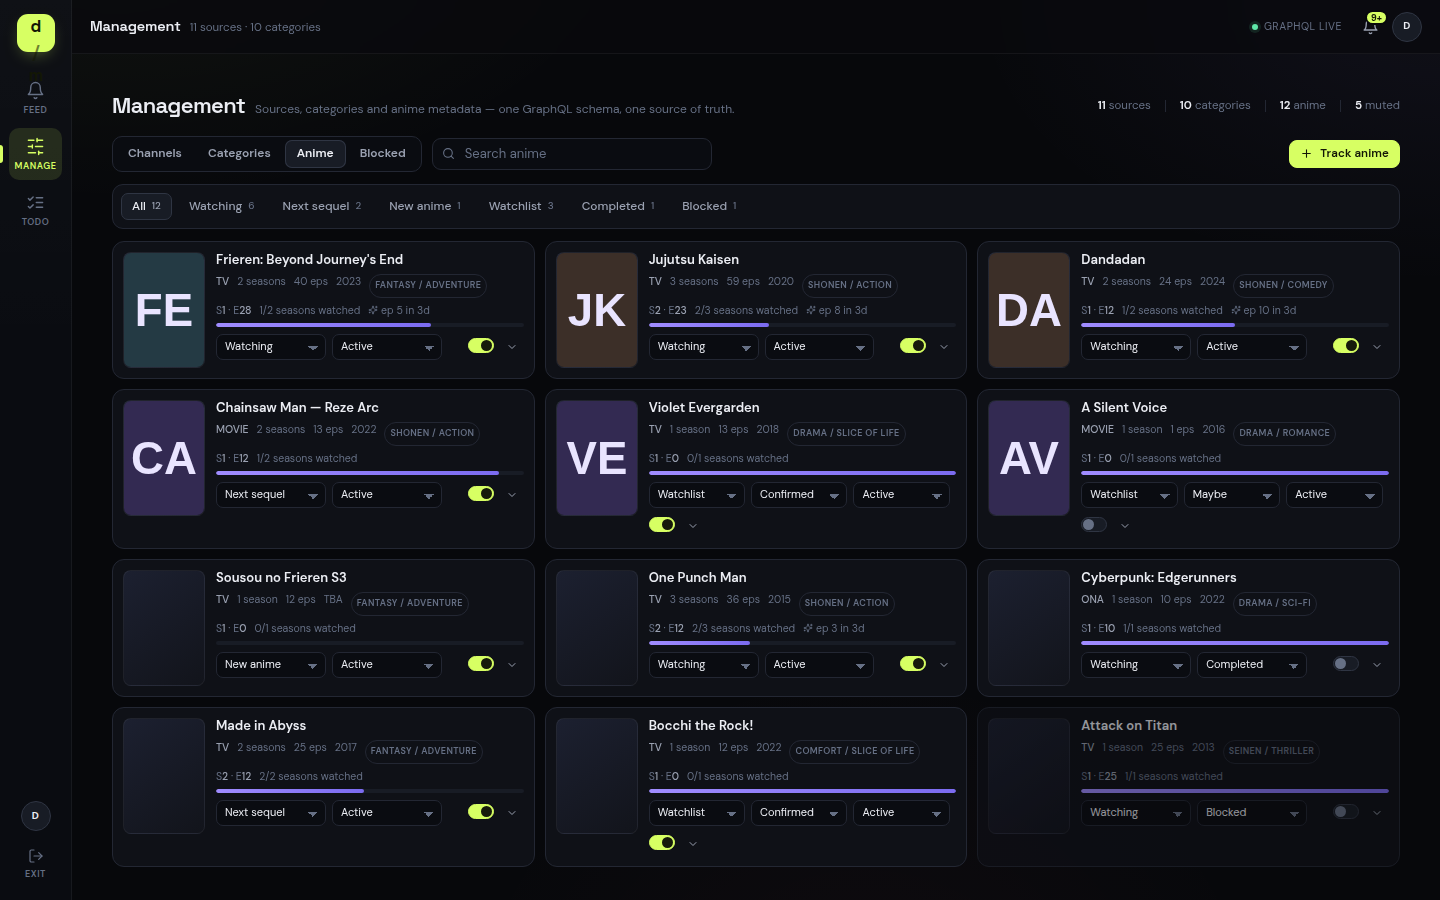 d
/
FEED
MANAGE
TODO
D
EXIT
Management 11 sources · 10 categories
GRAPHQL LIVE 9+ D
Management Sources, categories and anime metadata — one GraphQL schema, one source of truth.
11 sources 10 categories 12 anime 5 muted
Channels Categories Anime Blocked Search anime
+ Track anime
All 12 Watching 6 Next sequel 2 New anime 1 Watchlist 3 Completed 1 Blocked 1
FE
Frieren: Beyond Journey's End
TV 2 seasons 40 eps 2023 FANTASY / ADVENTURE
S1 · E28 1/2 seasons watched ep 5 in 3d
Watching Active
JK
Jujutsu Kaisen
TV 3 seasons 59 eps 2020 SHONEN / ACTION
S2 · E23 2/3 seasons watched ep 8 in 3d
Watching Active
DA
Dandadan
TV 2 seasons 24 eps 2024 SHONEN / COMEDY
S1 · E12 1/2 seasons watched ep 10 in 3d
Watching Active
CA
Chainsaw Man — Reze Arc
MOVIE 2 seasons 13 eps 2022 SHONEN / ACTION
S1 · E12 1/2 seasons watched
Next sequel Active
VE
Violet Evergarden
TV 1 season 13 eps 2018 DRAMA / SLICE OF LIFE
S1 · E0 0/1 seasons watched
Watchlist Confirmed Active
AV
A Silent Voice
MOVIE 1 season 1 eps 2016 DRAMA / ROMANCE
S1 · E0 0/1 seasons watched
Watchlist Maybe Active
Sousou no Frieren S3
TV 1 season 12 eps TBA FANTASY / ADVENTURE
S1 · E0 0/1 seasons watched
New anime Active
One Punch Man
TV 3 seasons 36 eps 2015 SHONEN / ACTION
S2 · E12 2/3 seasons watched ep 3 in 3d
Watching Active
Cyberpunk: Edgerunners
ONA 1 season 10 eps 2022 DRAMA / SCI-FI
S1 · E10 1/1 seasons watched
Watching Completed
Made in Abyss
TV 2 seasons 25 eps 2017 FANTASY / ADVENTURE
S2 · E12 2/2 seasons watched
Next sequel Active
Bocchi the Rock!
TV 1 season 12 eps 2022 COMFORT / SLICE OF LIFE
S1 · E0 0/1 seasons watched
Watchlist Confirmed Active
Attack on Titan
TV 1 season 25 eps 2013 SEINEN / THRILLER
S1 · E25 1/1 seasons watched
Watching Blocked